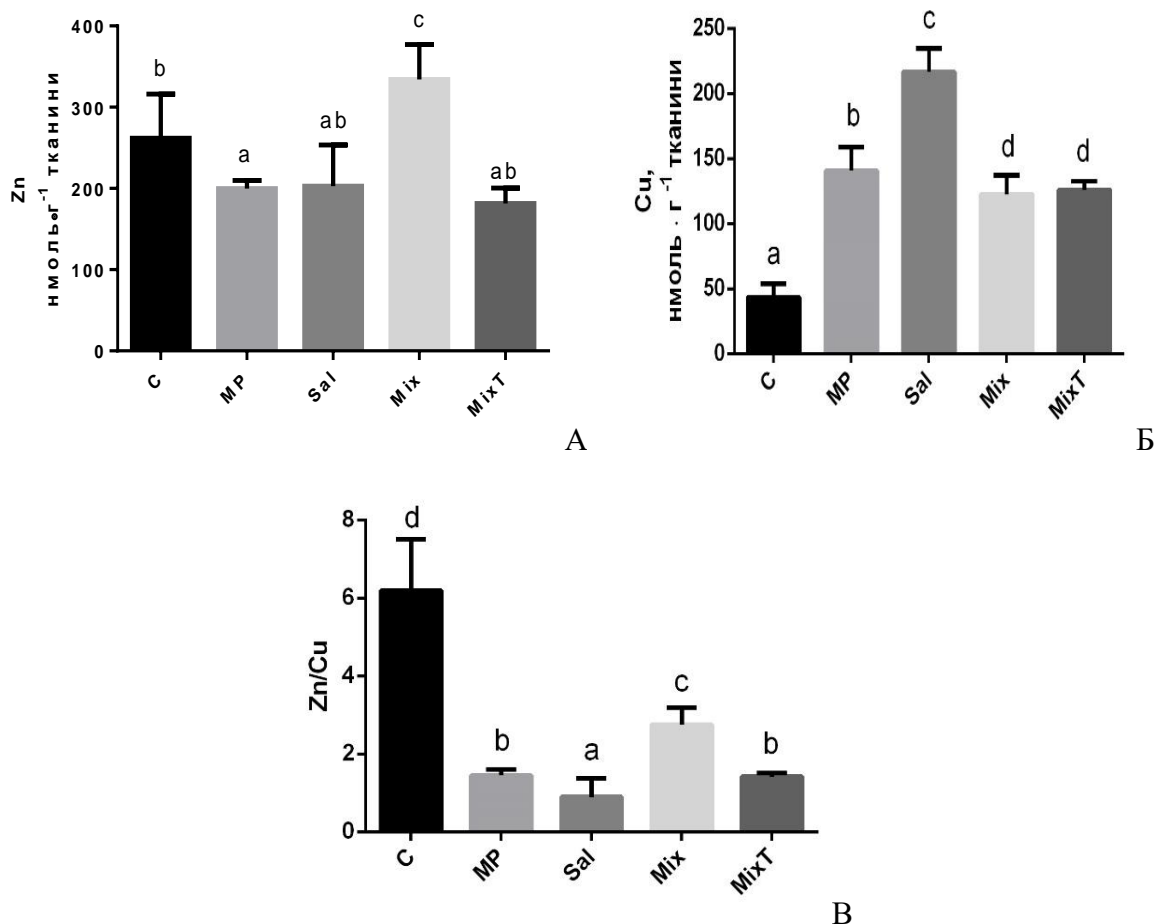 Zn
нмоль•г⁻¹ тканини
400
300
200
100
0
b
a
ab
c
ab
C
MP
Sal
Mix
MixT
А
Cu,
нмоль · г ⁻¹ тканини
250
200
150
100
50
0
a
b
c
d
d
C
MP
Sal
Mix
MixT
Б
Zn/Cu
8
6
4
2
0
d
b
a
c
b
C
MP
Sal
Mix
MixT
В